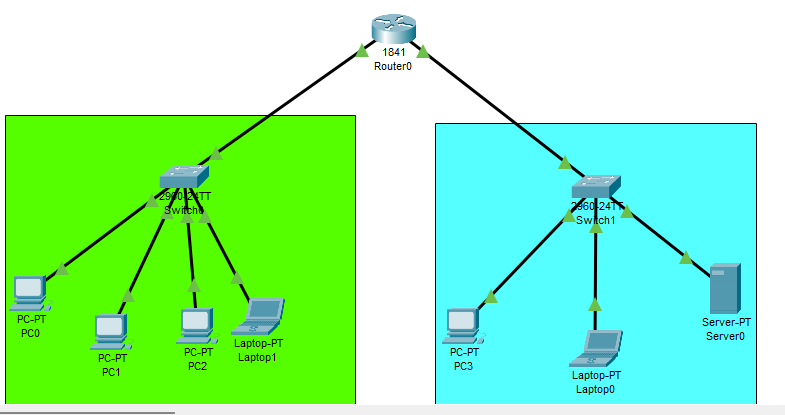 1841
Router0
2960-24TT
Switch0
2960-24TT
Switch1
PC-PT
PC0
PC-PT
PC1
PC-PT
PC2
Laptop-PT
Laptop1
PC-PT
PC3
Laptop-PT
Laptop0
Server-PT
Server0